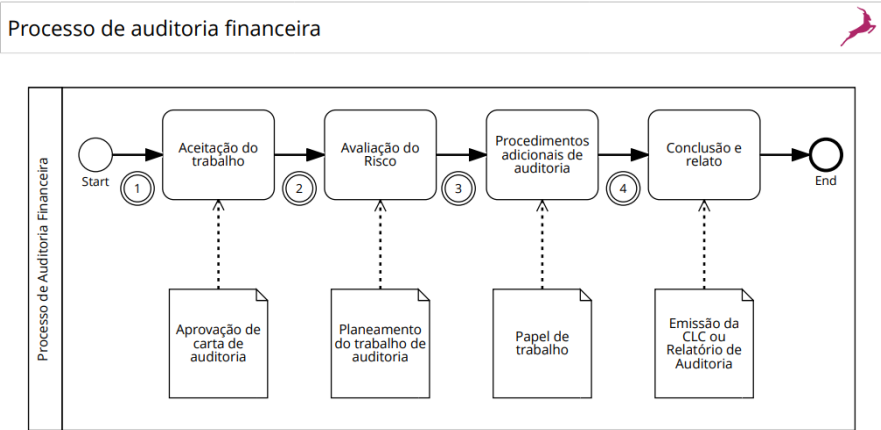 Processo de auditoria financeira
Processo de Auditoria Financeira
Start
1
Aceitação do
trabalho
2
Avaliação do
Risco
3
Procedimentos
adicionais de
auditoria
4
Conclusão e
relato
End
Aprovação de
carta de
auditoria
Planeamento
do trabalho de
auditoria
Papel de
trabalho
Emissão da
CLC ou
Relatório de
Auditoria